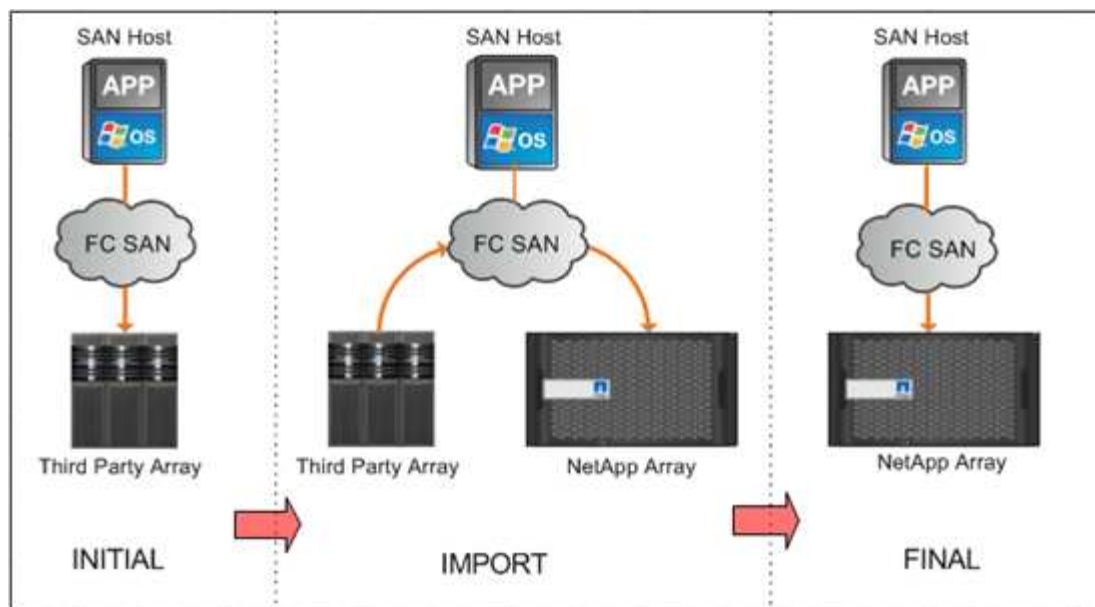 SAN Host
APP
OS
FC SAN
Third Party Array
INITIAL
SAN Host
APP
OS
FC SAN
Third Party Array
NetApp Array
IMPORT
SAN Host
APP
OS
FC SAN
NetApp Array
FINAL